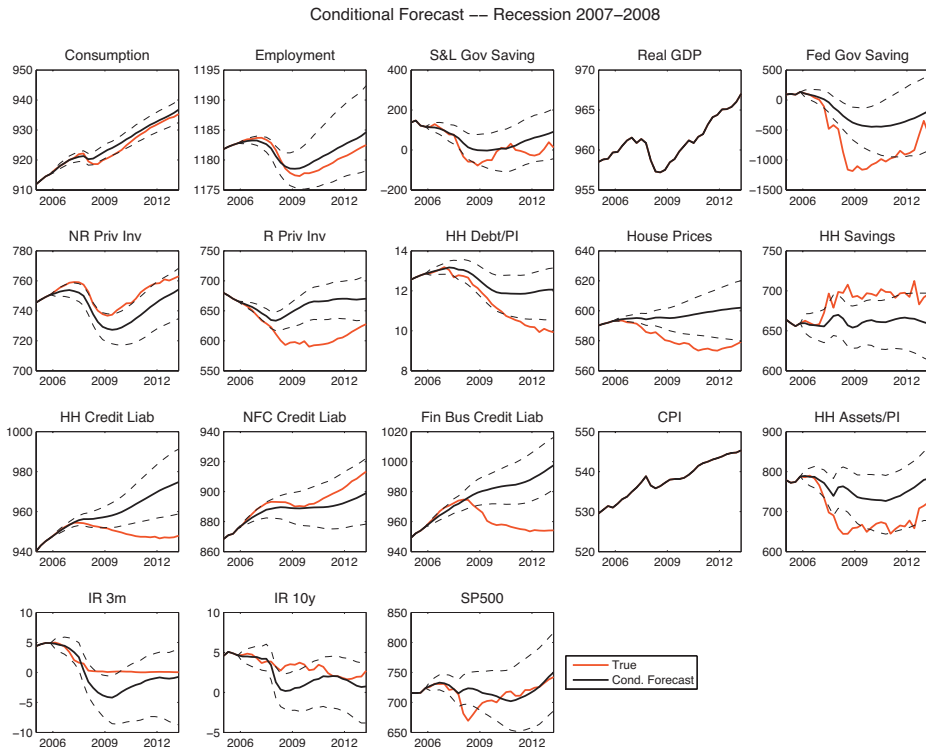 Conditional Forecast −− Recession 2007−2008
Consumption
Employment
S&L Gov Saving
Real GDP
Fed Gov Saving
950
940
930
920
910
2006 2009 2012
1195
1185
1175
2006 2009 2012
400
200
0
−200
2006 2009 2012
970
965
960
955
2006 2009 2012
500
0
−500
−1000
−1500
2006 2009 2012
NR Priv Inv
R Priv Inv
HH Debt/PI
House Prices
HH Savings
760
740
720
700
2006 2009 2012
750
700
650
600
550
2006 2009 2012
14
12
10
8
2006 2009 2012
640
620
600
580
560
2006 2009 2012
750
700
650
600
2006 2009 2012
HH Credit Liab
NFC Credit Liab
Fin Bus Credit Liab
CPI
HH Assets/PI
1000
980
960
940
2006 2009 2012
940
920
900
880
860
2006 2009 2012
1020
1000
980
960
940
2006 2009 2012
550
540
530
520
2006 2009 2012
900
800
700
600
2006 2009 2012
IR 3m
IR 10y
SP500
10
5
0
−5
−10
2006 2009 2012
10
5
0
−5
2006 2009 2012
850
800
750
700
650
2006 2009 2012
True
Cond. Forecast